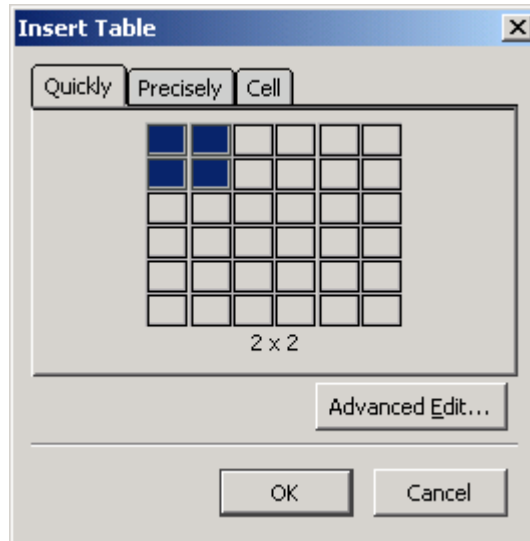 Insert Table
Quickly Precisely Cell
2 x 2
Advanced Edit...
OK Cancel